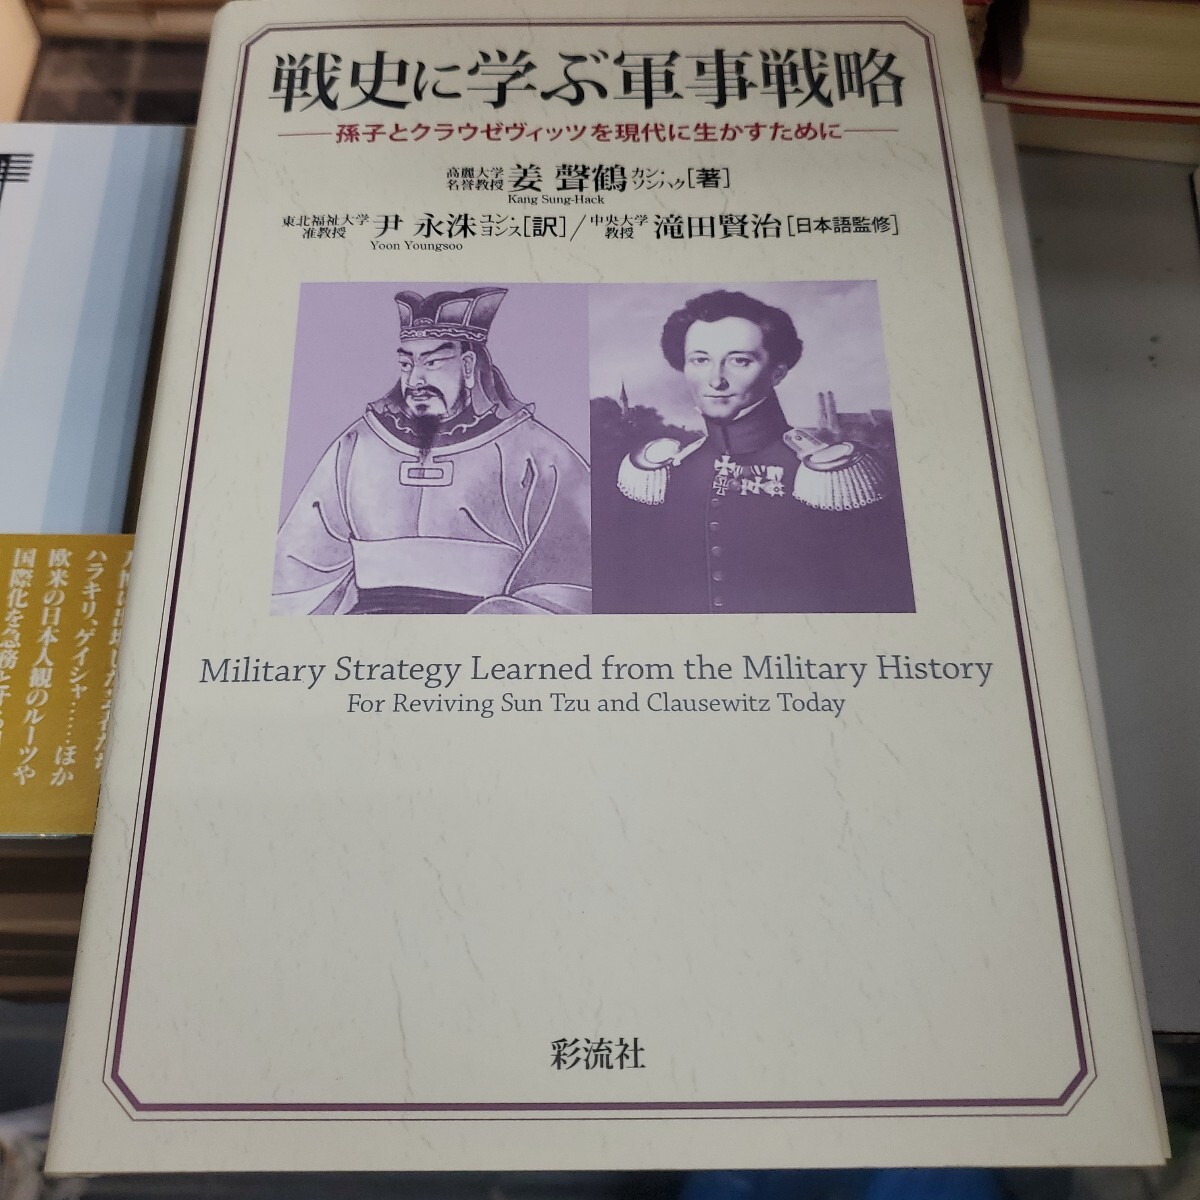 戦史に学ぶ軍事戦略
孫子とクラウゼヴィッツを現代に生かすために
高麗大学名誉教授 姜 聲鶴 カン・ソンハク[著]
Kang Sung-Hack
東北福祉大学准教授 尹 永洙 ユン・ヨンス[訳]/中央大学教授 滝田賢治[日本語監修]
Yoon Youngsoo
Military Strategy Learned from the Military History
For Reviving Sun Tzu and Clausewitz Today
彩流社
ハラキリ、ゲイシャ……ほか
欧米の日本人観のルーツや
国際化を急務と